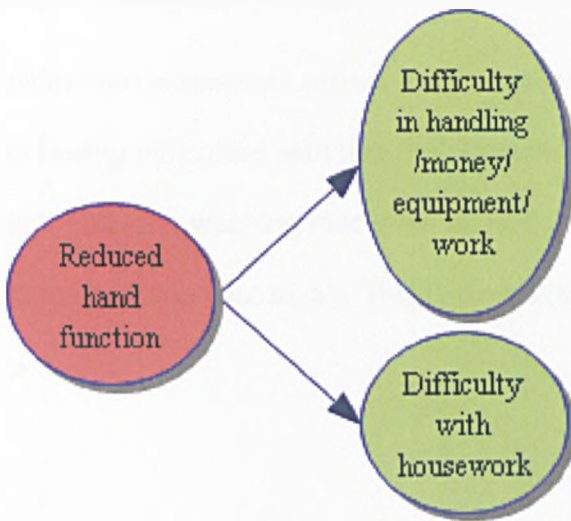 Difficulty
in handling
/money/
equipment/
work
Reduced
hand
function
Difficulty
with
housework